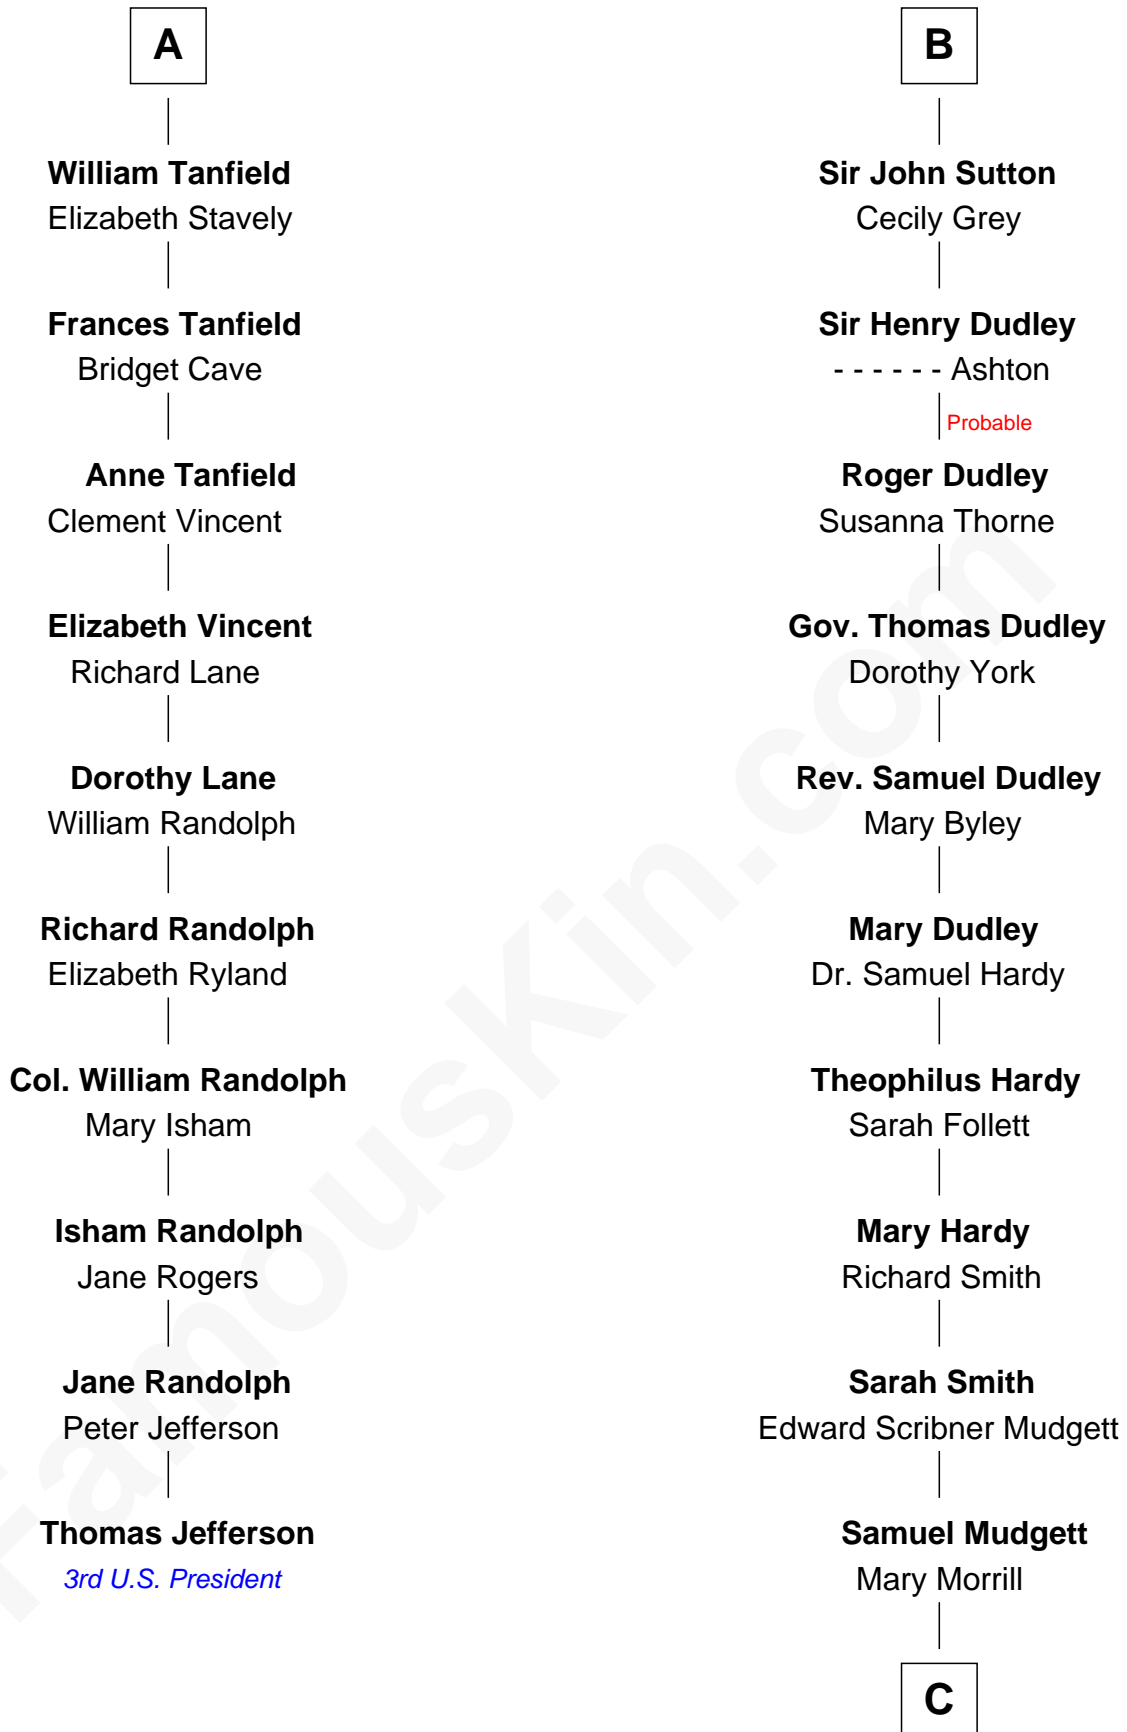 A
William Tanfield
Elizabeth Stavely
Frances Tanfield
Bridget Cave
Anne Tanfield
Clement Vincent
Elizabeth Vincent
Richard Lane
Dorothy Lane
William Randolph
Richard Randolph
Elizabeth Ryland
Col. William Randolph
Mary Isham
Isham Randolph
Jane Rogers
Jane Randolph
Peter Jefferson
Thomas Jefferson
3rd U.S. President
B
Sir John Sutton
Cecily Grey
Sir Henry Dudley
- - - - - - Ashton
Probable
Roger Dudley
Susanna Thorne
Gov. Thomas Dudley
Dorothy York
Rev. Samuel Dudley
Mary Byley
Mary Dudley
Dr. Samuel Hardy
Theophilus Hardy
Sarah Follett
Mary Hardy
Richard Smith
Sarah Smith
Edward Scribner Mudgett
Samuel Mudgett
Mary Morrill
C
FamousKin.com